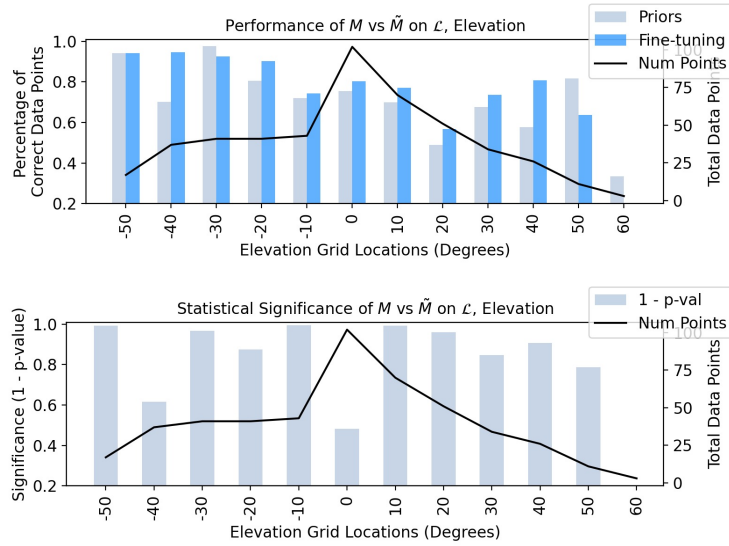 Performance of M vs M̃ on ℒ, Elevation
Priors
Fine-tuning
Num Points
Percentage of
Correct Data Points
1.0
0.8
0.6
0.4
0.2
100
75
50
25
0
Total Data Point
-50 -40 -30 -20 -10 0 10 20 30 40 50 60
Elevation Grid Locations (Degrees)
Statistical Significance of M vs M̃ on ℒ, Elevation
1 - p-val
Num Points
Significance (1 - p-value)
1.0
0.8
0.6
0.4
0.2
100
75
50
25
0
Total Data Points
-50 -40 -30 -20 -10 0 10 20 30 40 50 60
Elevation Grid Locations (Degrees)